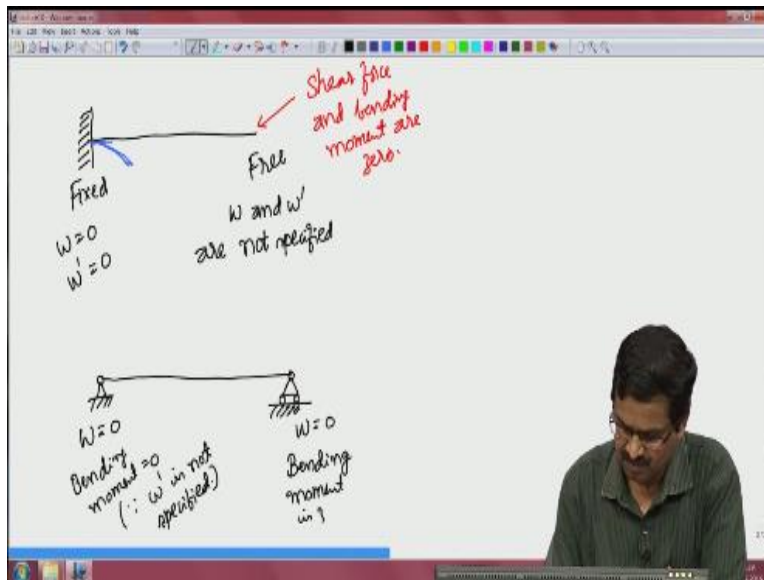 Shear force
and bending
moment are
zero.
Fixed
w=0
w'=0
Free
w and w'
are not specified
w=0
Bending
moment=0
(∵ w' is not
specified.)
w=0
Bending
moment
is